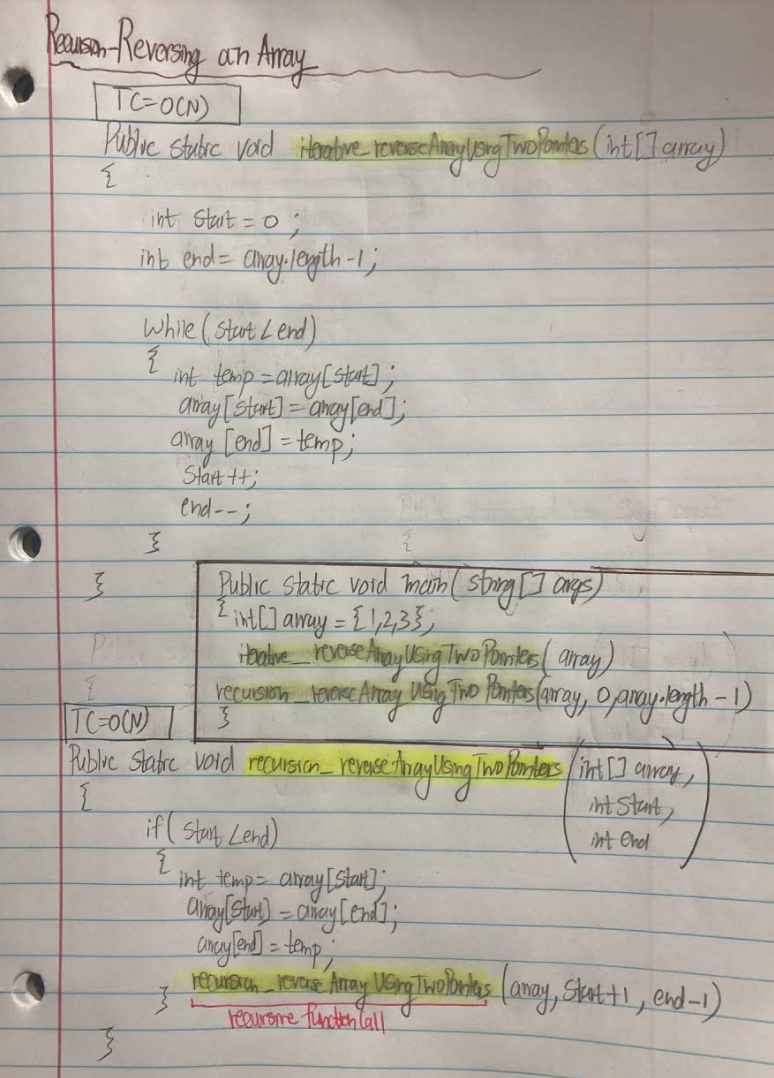 Recursion-Reversing an Array
TC=O(N)
Public static void iterative_reverseArrayUsingTwoPointers(int[] array)
{
int start = 0 ;
int end = array.length-1;
while(start<end)
{
int temp = array[start];
array[start] = array[end];
array [end] = temp;
start++;
end--;
}
}
Public static void main(string[] args)
{ int[] array = {1,2,3};
iterative_reverseArrayUsingTwoPointers(array)
recursion_reverseArrayUsingTwoPointers(array, 0,array.length-1)
}
TC=O(N)
Public static void recursion_reverseArrayUsingTwoPointers(int[] array,
int start,
int end)
{
if(start<end)
{
int temp = array[start];
array[start] = array[end];
array[end] = temp;
recursion_reverseArrayUsingTwoPointers (array, start+1, end-1)
}
recursive function call
}